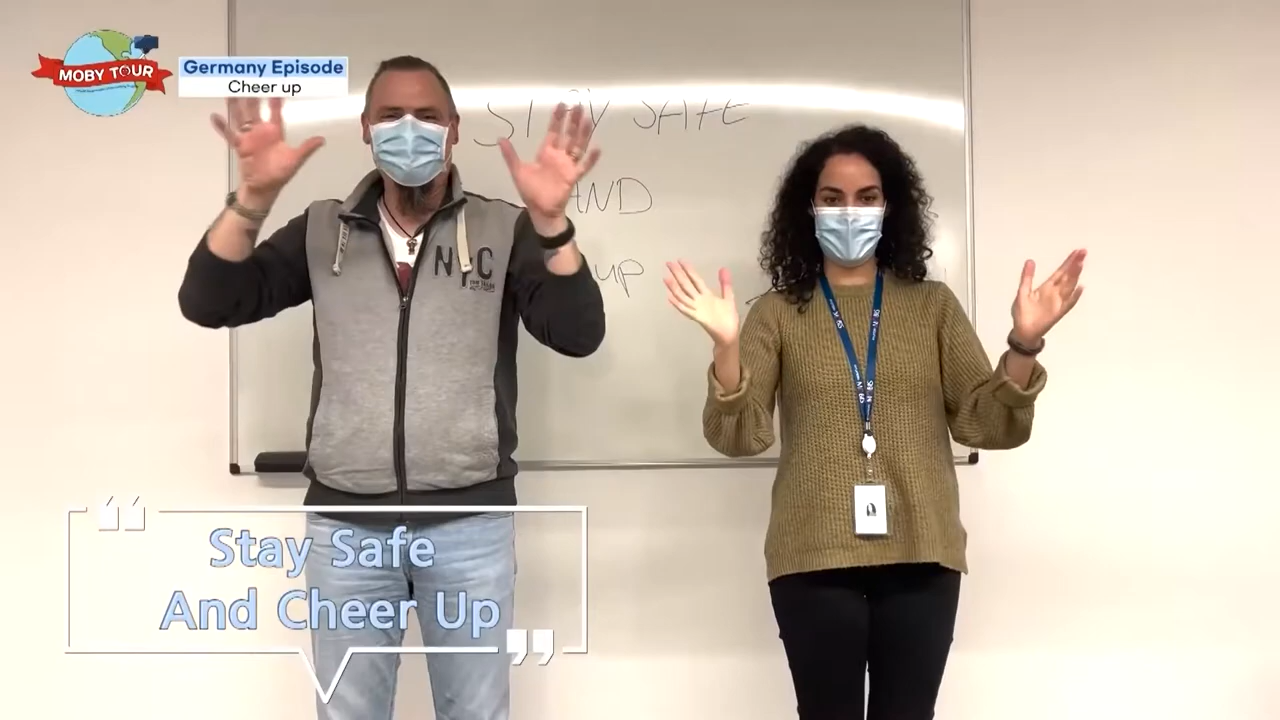 MOBY TOUR
Germany Episode
Cheer up
STAY SAFE
AND
UP
NYC
Stay Safe
And Cheer Up